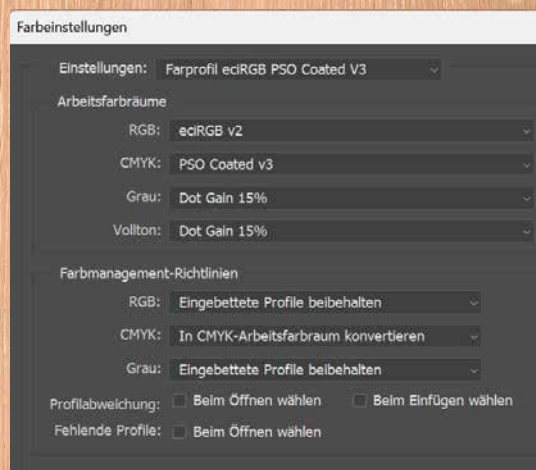 Farbeinstellungen
Einstellungen: Farprofil eciRGB PSO Coated V3
Arbeitsfarbräume
RGB: eciRGB v2
CMYK: PSO Coated v3
Grau: Dot Gain 15%
Vollton: Dot Gain 15%
Farbmanagement-Richtlinien
RGB: Eingebettete Profile beibehalten
CMYK: In CMYK-Arbeitsfarbraum konvertieren
Grau: Eingebettete Profile beibehalten
Profilabweichung: Beim Öffnen wählen Beim Einfügen wählen
Fehlende Profile: Beim Öffnen wählen